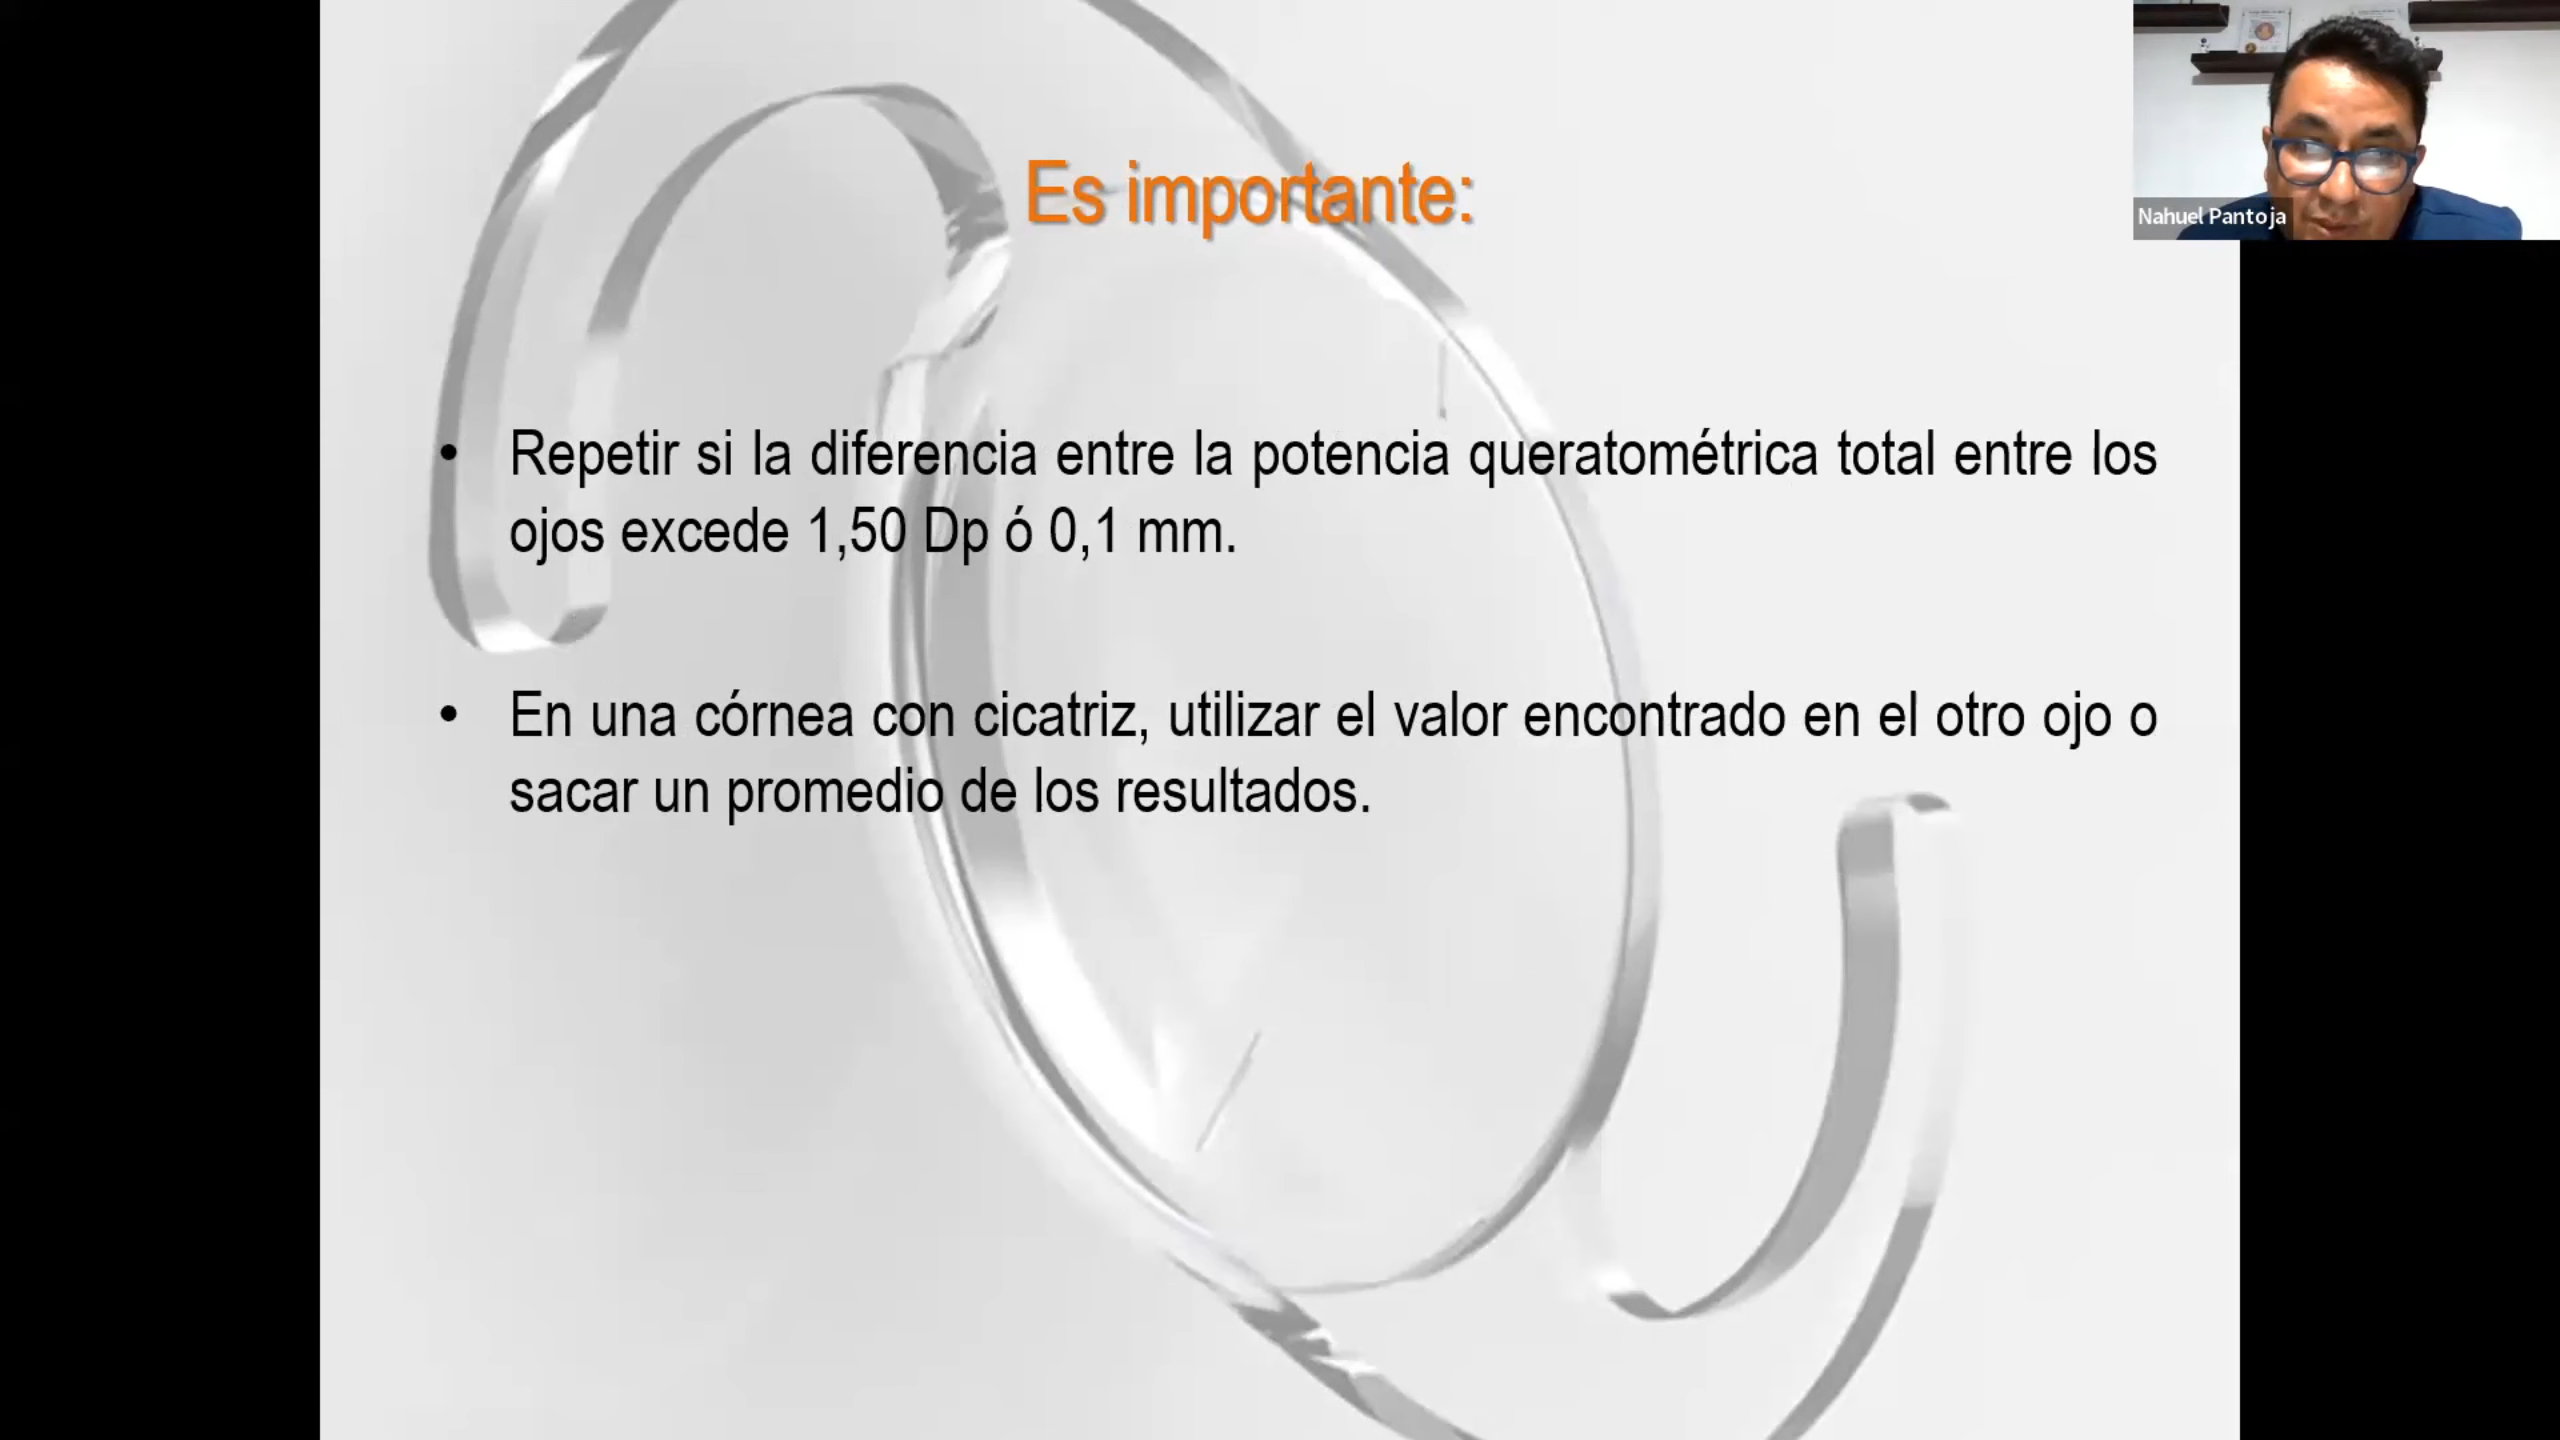 Es importante:
Nahuel Pantoja
• Repetir si la diferencia entre la potencia queratométrica total entre los
ojos excede 1,50 Dp ó 0,1 mm.
• En una córnea con cicatriz, utilizar el valor encontrado en el otro ojo o
sacar un promedio de los resultados.